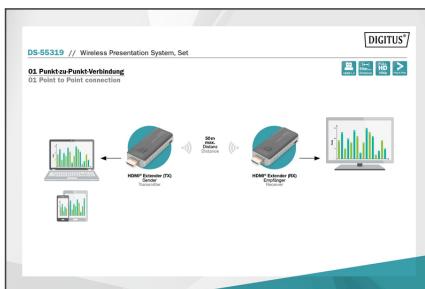 DIGITUS®
DS-55319 // Wireless Presentation System, Set
01 Punkt-zu-Punkt-Verbindung
01 Point to Point connection
HD
50 m
max.
Distanz
Distance
HDMI® Extender (TX)
Sender
Transmitter
HDMI® Extender (RX)
Empfänger
Receiver